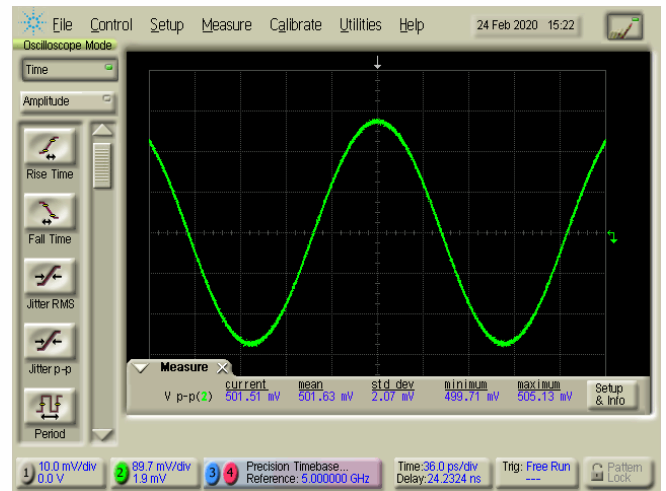 File Control Setup Measure Calibrate Utilities Help 24 Feb 2020 15:22
Oscilloscope Mode
Time
Amplitude
Rise Time
Fall Time
Jitter RMS
Jitter p-p
Period
Measure
current mean std dev minimum maximum
V p-p(2) 501.51 mV 501.63 mV 2.07 mV 499.71 mV 505.13 mV
Setup
& Info
1 10.0 mV/div
0.0 V
2 89.7 mV/div
1.9 mV
3 4 Precision Timebase...
Reference: 5.000000 GHz
Time:36.0 ps/div
Delay:24.2324 ns
Trig: Free Run
---
Pattern
Lock